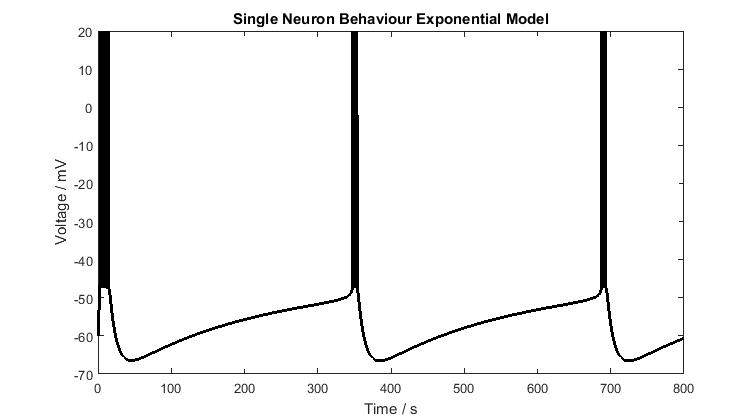 Single Neuron Behaviour Exponential Model
20
10
0
-10
-20
-30
-40
-50
-60
-70
Voltage / mV
0 100 200 300 400 500 600 700 800
Time / s